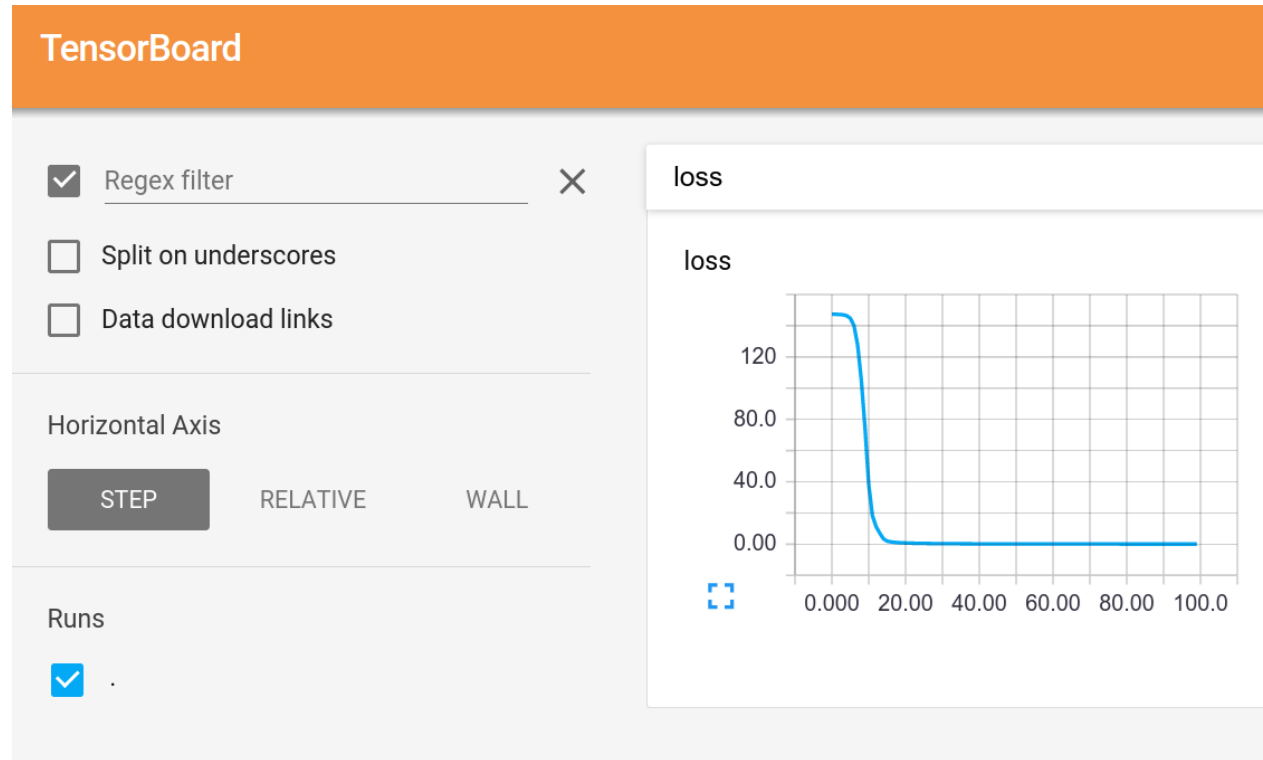 TensorBoard
Regex filter
Split on underscores
Data download links
Horizontal Axis
STEP RELATIVE WALL
Runs
.
loss
loss
120
80.0
40.0
0.00
0.000 20.00 40.00 60.00 80.00 100.0